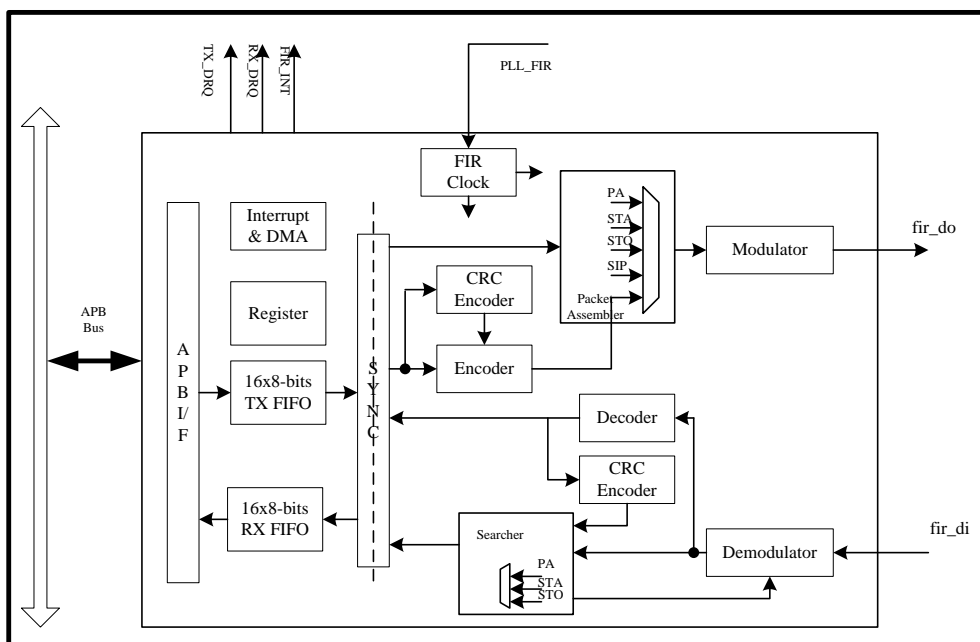 TX_DRQ
RX_DRQ
FIR_INT
PLL_FIR
FIR
Clock
Interrupt
& DMA
Register
16x8-bits
TX FIFO
16x8-bits
RX FIFO
APB
Bus
A
P
B
I/
F
S
Y
N
C
CRC
Encoder
Encoder
PA
STA
STO
SIP
Packer
Assembler
Modulator
fir_do
Decoder
CRC
Encoder
Searcher
PA
STA
STO
Demodulator
fir_di